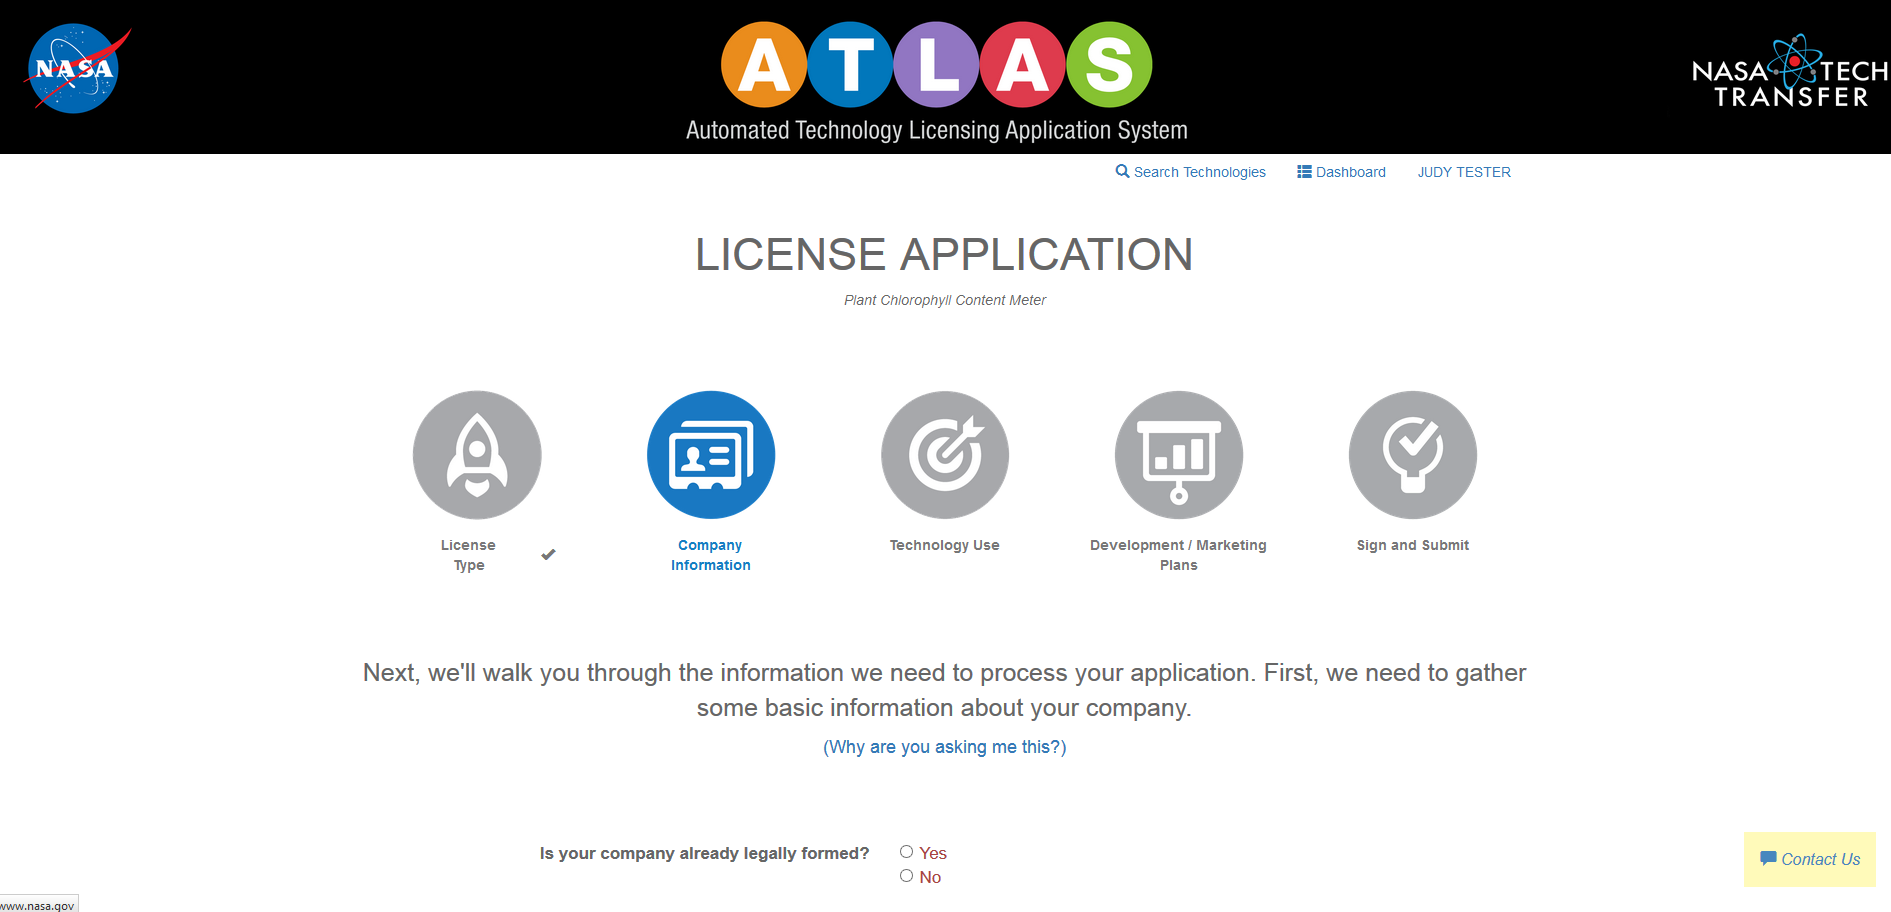 NASA
ATLAS
Automated Technology Licensing Application System
NASA TECH
TRANSFER
Search Technologies
Dashboard
JUDY TESTER
LICENSE APPLICATION
Plant Chlorophyll Content Meter
License
Type
Company
Information
Technology Use
Development / Marketing
Plans
Sign and Submit
Next, we'll walk you through the information we need to process your application. First, we need to gather
some basic information about your company.
(Why are you asking me this?)
Is your company already legally formed?
Yes
No
Contact Us
www.nasa.gov